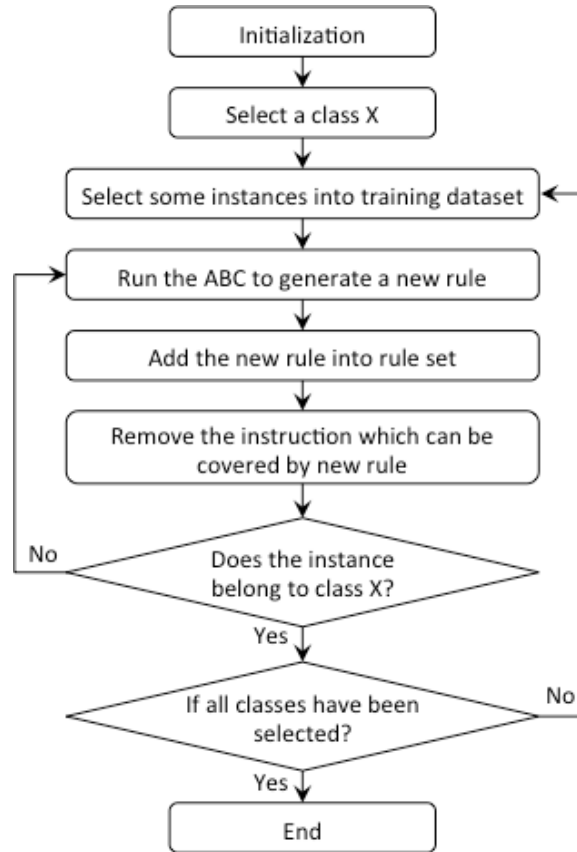 Initialization
Select a class X
Select some instances into training dataset
Run the ABC to generate a new rule
Add the new rule into rule set
Remove the instruction which can be
covered by new rule
Does the instance
belong to class X?
No
Yes
If all classes have been
selected?
No
Yes
End